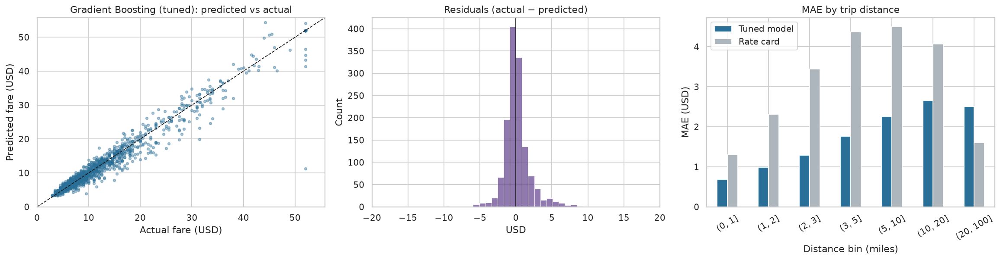 Gradient Boosting (tuned): predicted vs actual
Predicted fare (USD)
50
40
30
20
10
0
0 10 20 30 40 50
Actual fare (USD)
Residuals (actual − predicted)
Count
400
350
300
250
200
150
100
50
0
−20 −15 −10 −5 0 5 10 15 20
USD
MAE by trip distance
Tuned model
Rate card
MAE (USD)
4
3
2
1
0
(0, 1] (1, 2] (2, 3] (3, 5] (5, 10] (10, 20] (20, 100]
Distance bin (miles)